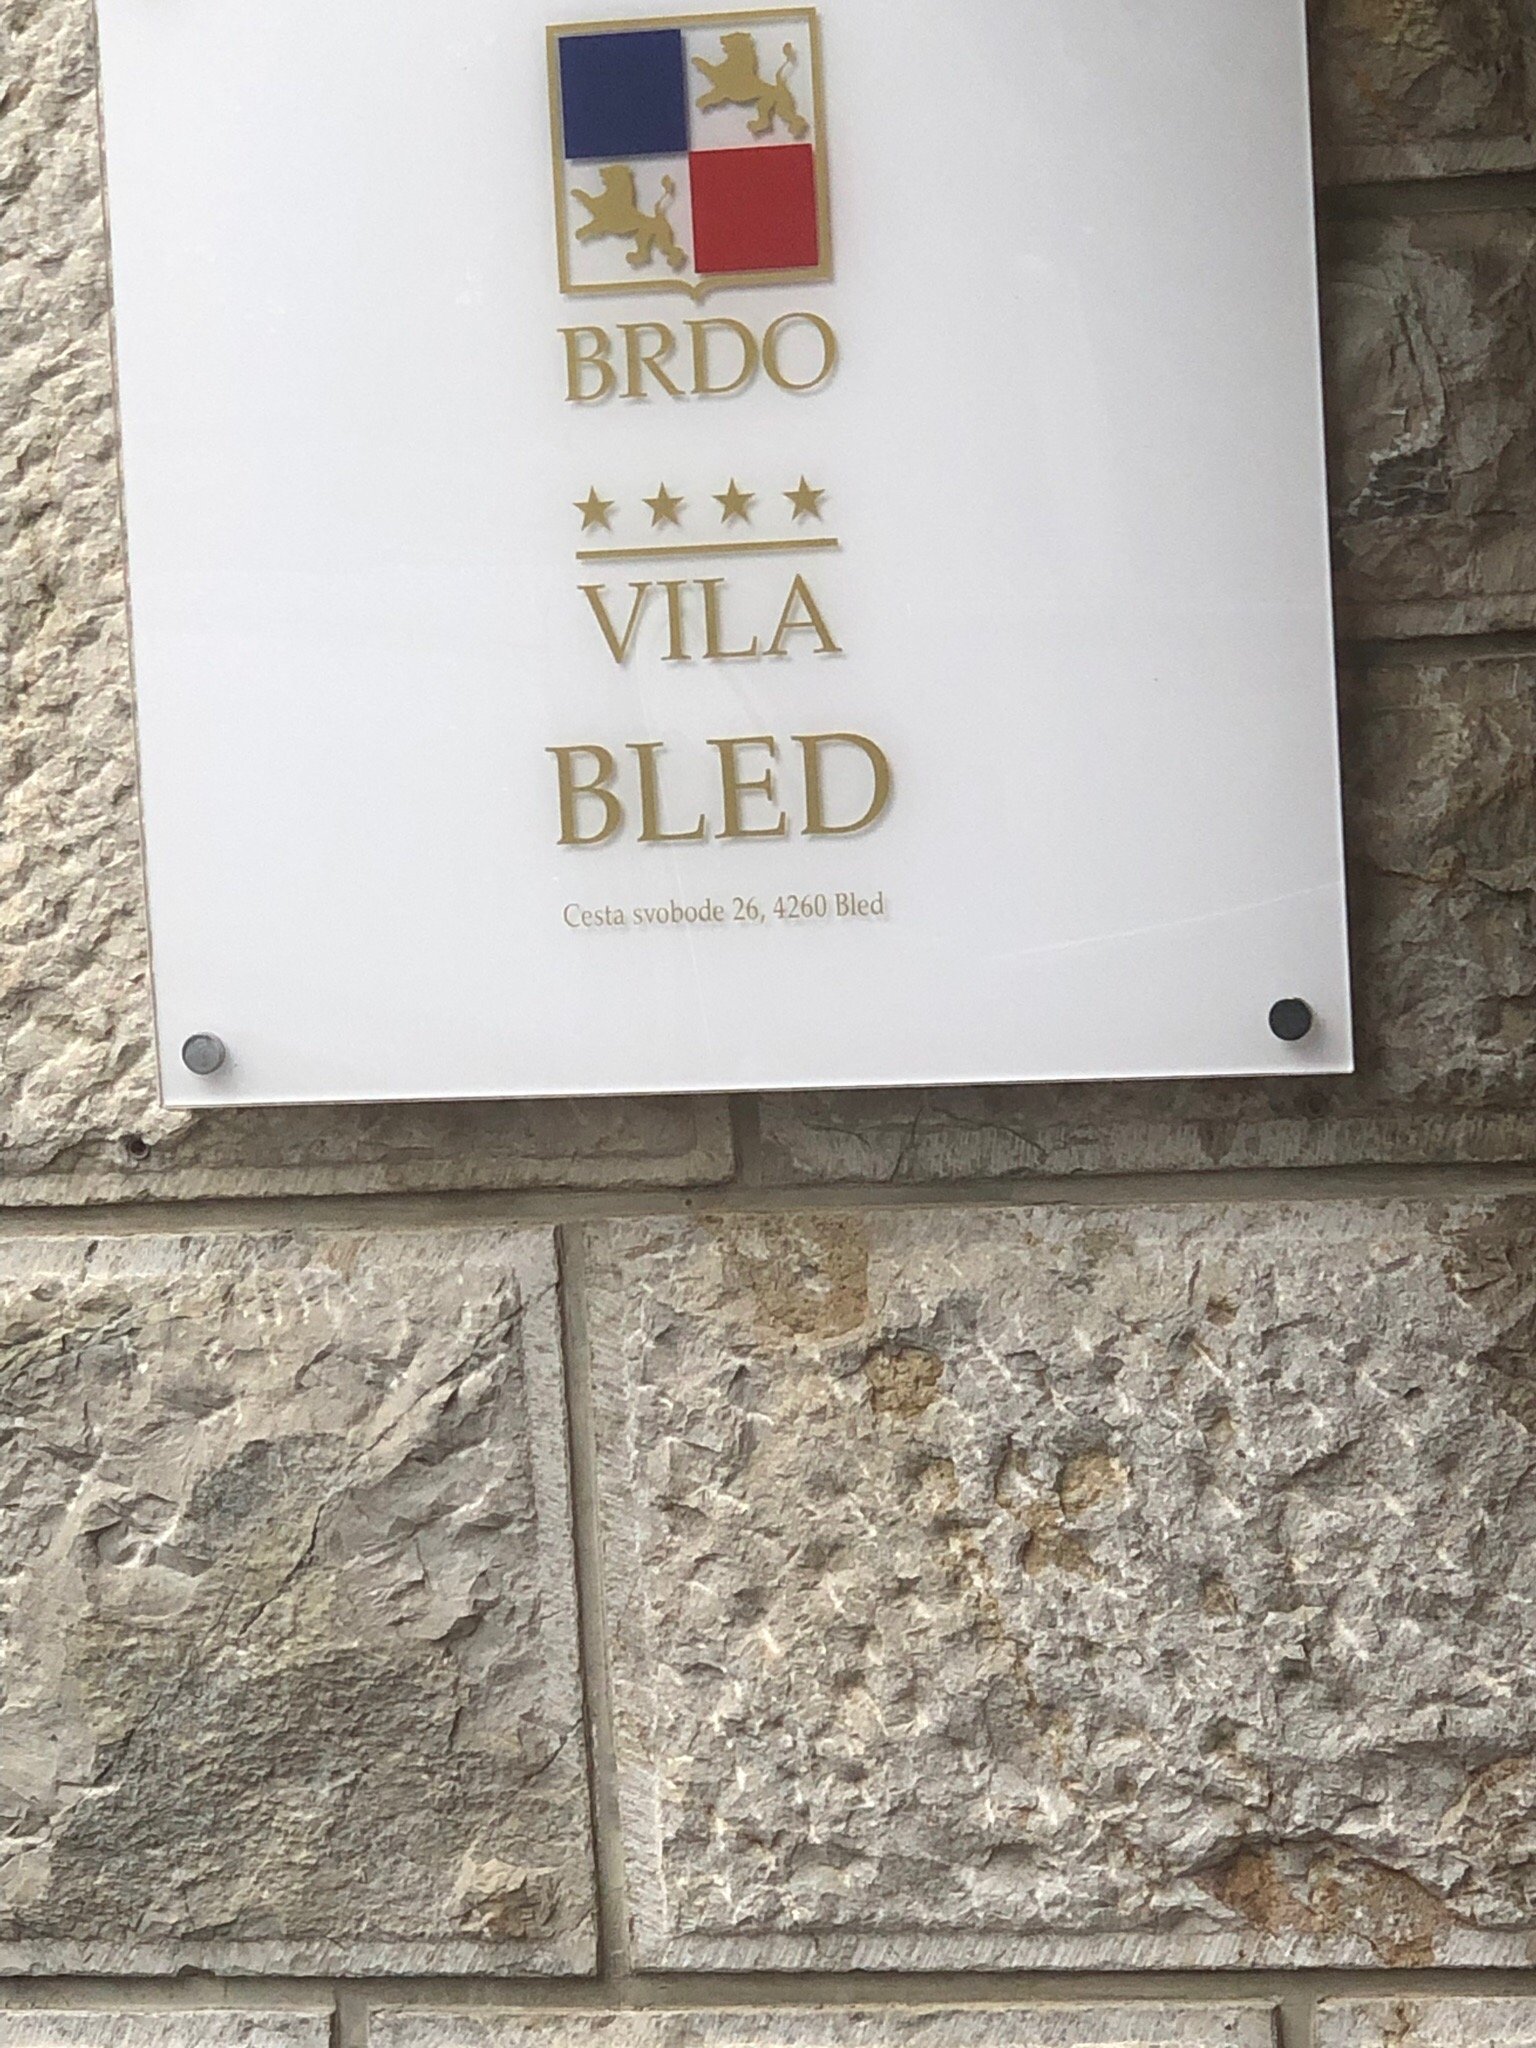 BRDO
VILA
BLED
Cesta svobode 26, 4260 Bled